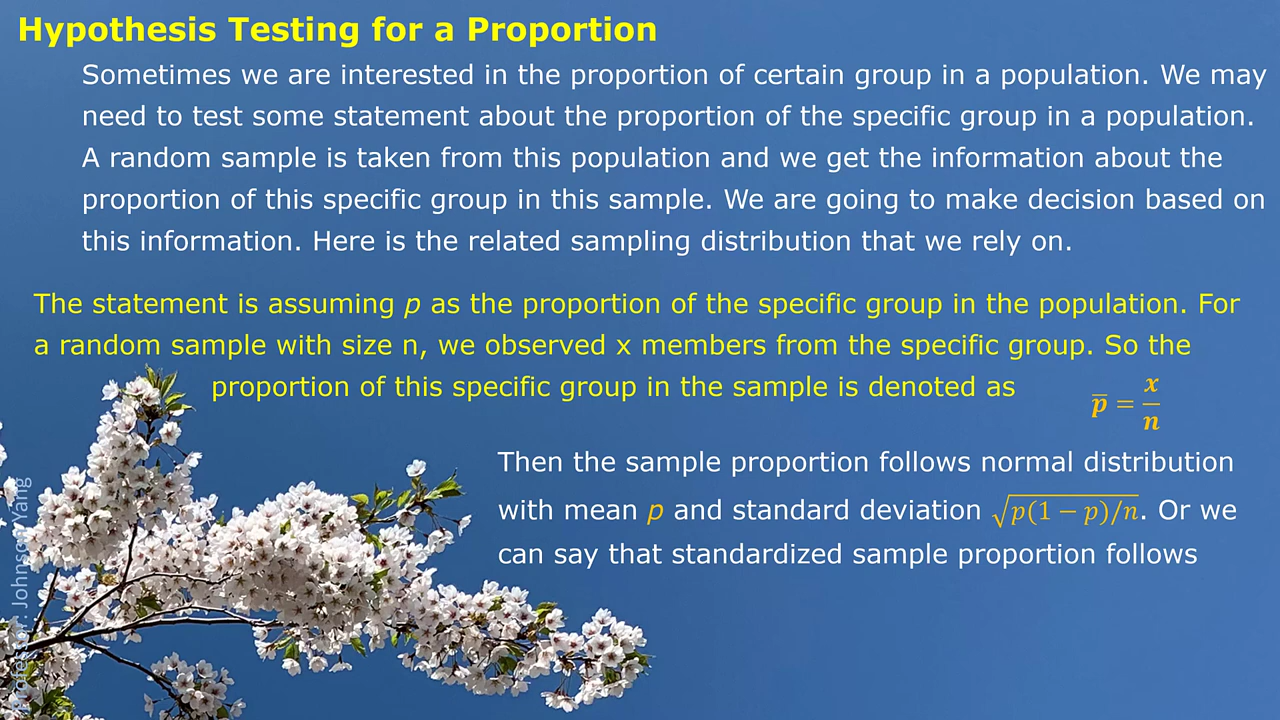 Hypothesis Testing for a Proportion
Sometimes we are interested in the proportion of certain group in a population. We may
need to test some statement about the proportion of the specific group in a population.
A random sample is taken from this population and we get the information about the
proportion of this specific group in this sample. We are going to make decision based on
this information. Here is the related sampling distribution that we rely on.
The statement is assuming p as the proportion of the specific group in the population. For
a random sample with size n, we observed x members from the specific group. So the
proportion of this specific group in the sample is denoted as p̅ = x/n
Then the sample proportion follows normal distribution
with mean p and standard deviation √p(1 − p)/n. Or we
can say that standardized sample proportion follows
Professor: Johnson Yang